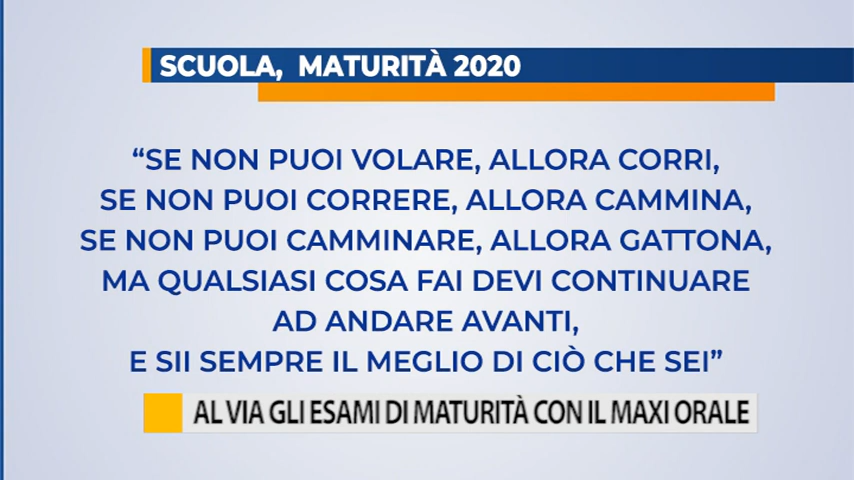 SCUOLA, MATURITÀ 2020
“SE NON PUOI VOLARE, ALLORA CORRI,
SE NON PUOI CORRERE, ALLORA CAMMINA,
SE NON PUOI CAMMINARE, ALLORA GATTONA,
MA QUALSIASI COSA FAI DEVI CONTINUARE
AD ANDARE AVANTI,
E SII SEMPRE IL MEGLIO DI CIÒ CHE SEI”
AL VIA GLI ESAMI DI MATURITÀ CON IL MAXI ORALE